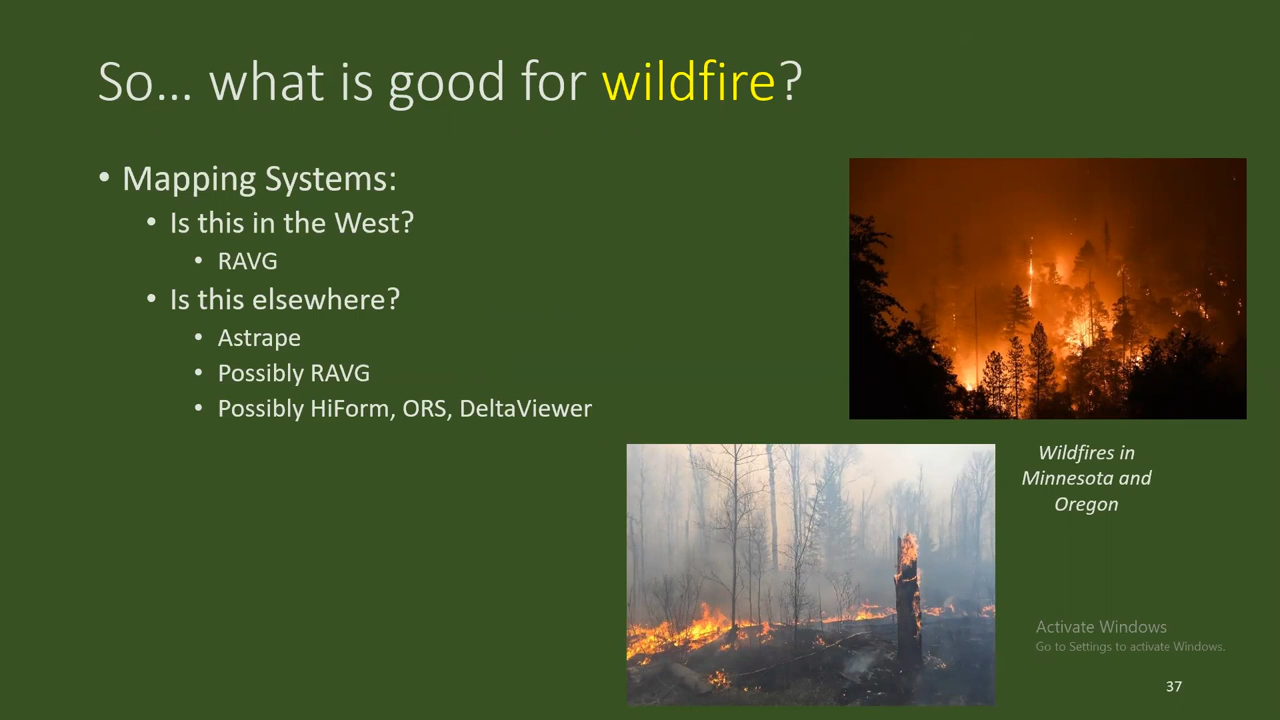 So... what is good for wildfire?
• Mapping Systems:
• Is this in the West?
• RAVG
• Is this elsewhere?
• Astrape
• Possibly RAVG
• Possibly HiForm, ORS, DeltaViewer
Wildfires in
Minnesota and
Oregon
Activate Windows
Go to Settings to activate Windows.
37